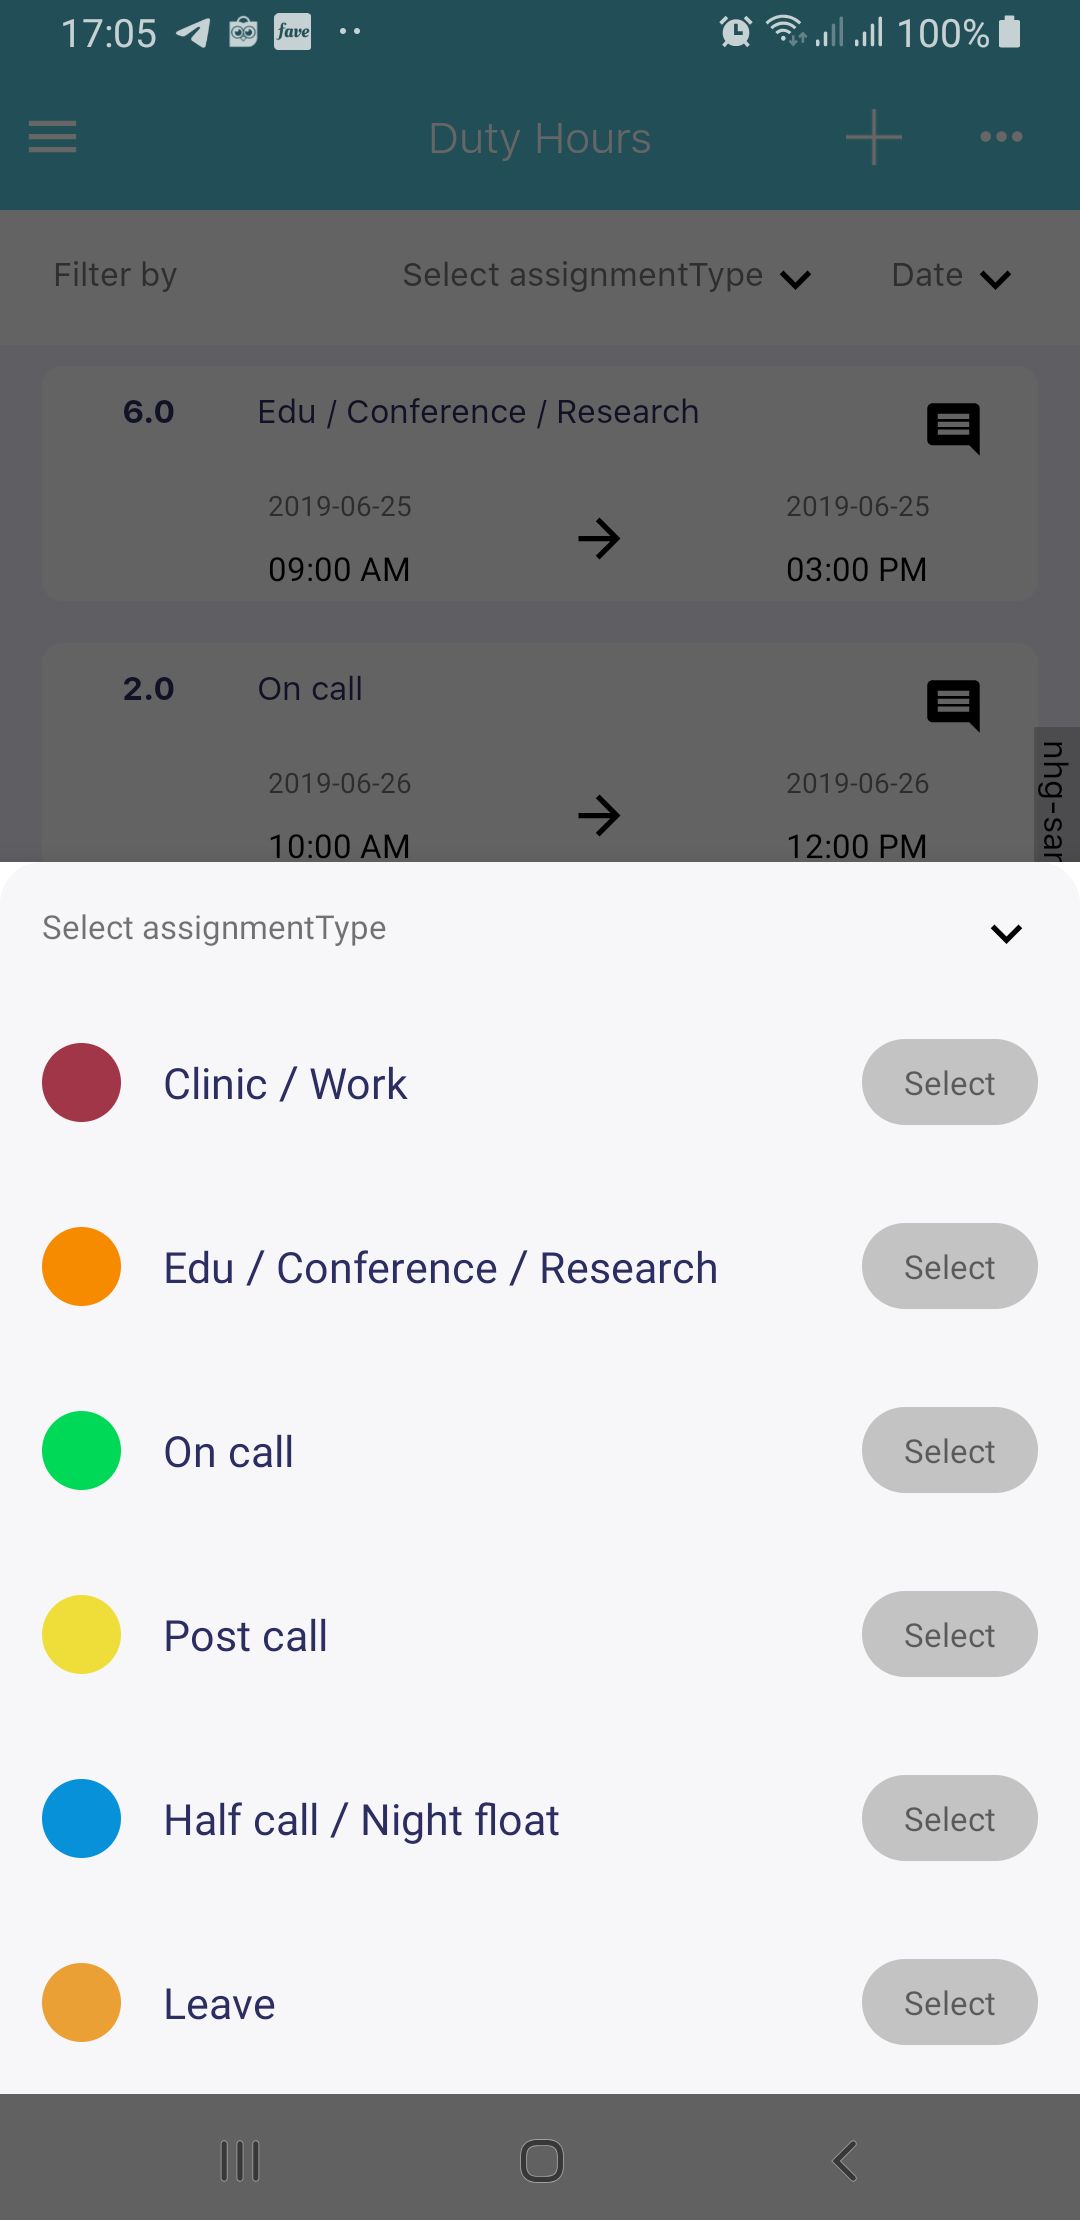 17:05 fave 100%
Duty Hours
Filter by Select assignmentType Date
6.0 Edu / Conference / Research
2019-06-25 2019-06-25
09:00 AM 03:00 PM
2.0 On call
2019-06-26 2019-06-26
10:00 AM 12:00 PM
nhg-sar
Select assignmentType
Clinic / Work Select
Edu / Conference / Research Select
On call Select
Post call Select
Half call / Night float Select
Leave Select